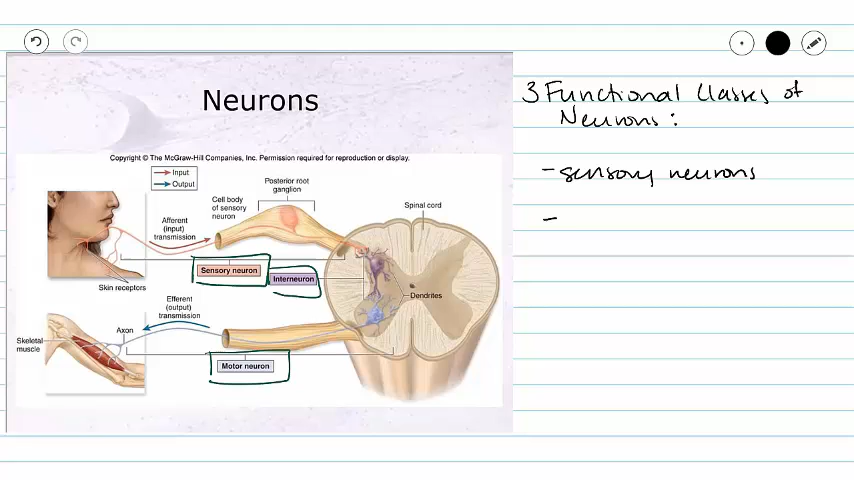 Neurons
Copyright © The McGraw-Hill Companies, Inc. Permission required for reproduction or display.
Input
Output
Posterior root
ganglion
Cell body
of sensory
neuron
Spinal cord
Afferent
(input)
transmission
Sensory neuron
Interneuron
Skin receptors
Dendrites
Efferent
(output)
transmission
Axon
Skeletal
muscle
Motor neuron
3 Functional Classes of
Neurons:
- sensory neurons
-